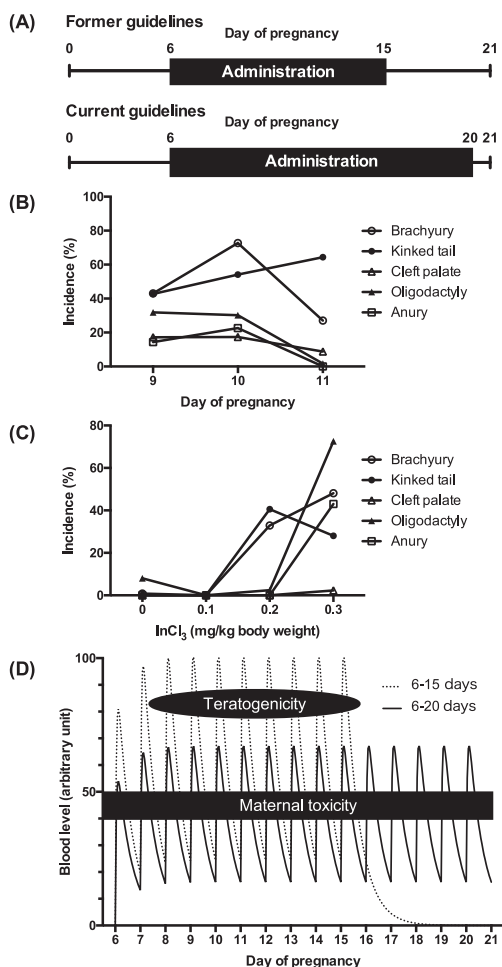 (A)
Former guidelines
Day of pregnancy
0 6 15 21
Administration
Current guidelines
Day of pregnancy
0 6 20 21
Administration
(B)
100
80
60
40
20
0
Incidence (%)
9 10 11
Day of pregnancy
Brachyury
Kinked tail
Cleft palate
Oligodactyly
Anury
(C)
80
60
40
20
0
Incidence (%)
0 0.1 0.2 0.3
InCl₃ (mg/kg body weight)
Brachyury
Kinked tail
Cleft palate
Oligodactyly
Anury
(D)
100
50
0
Blood level (arbitrary unit)
6-15 days
6-20 days
Teratogenicity
Maternal toxicity
6 7 8 9 10 11 12 13 14 15 16 17 18 19 20 21
Day of pregnancy